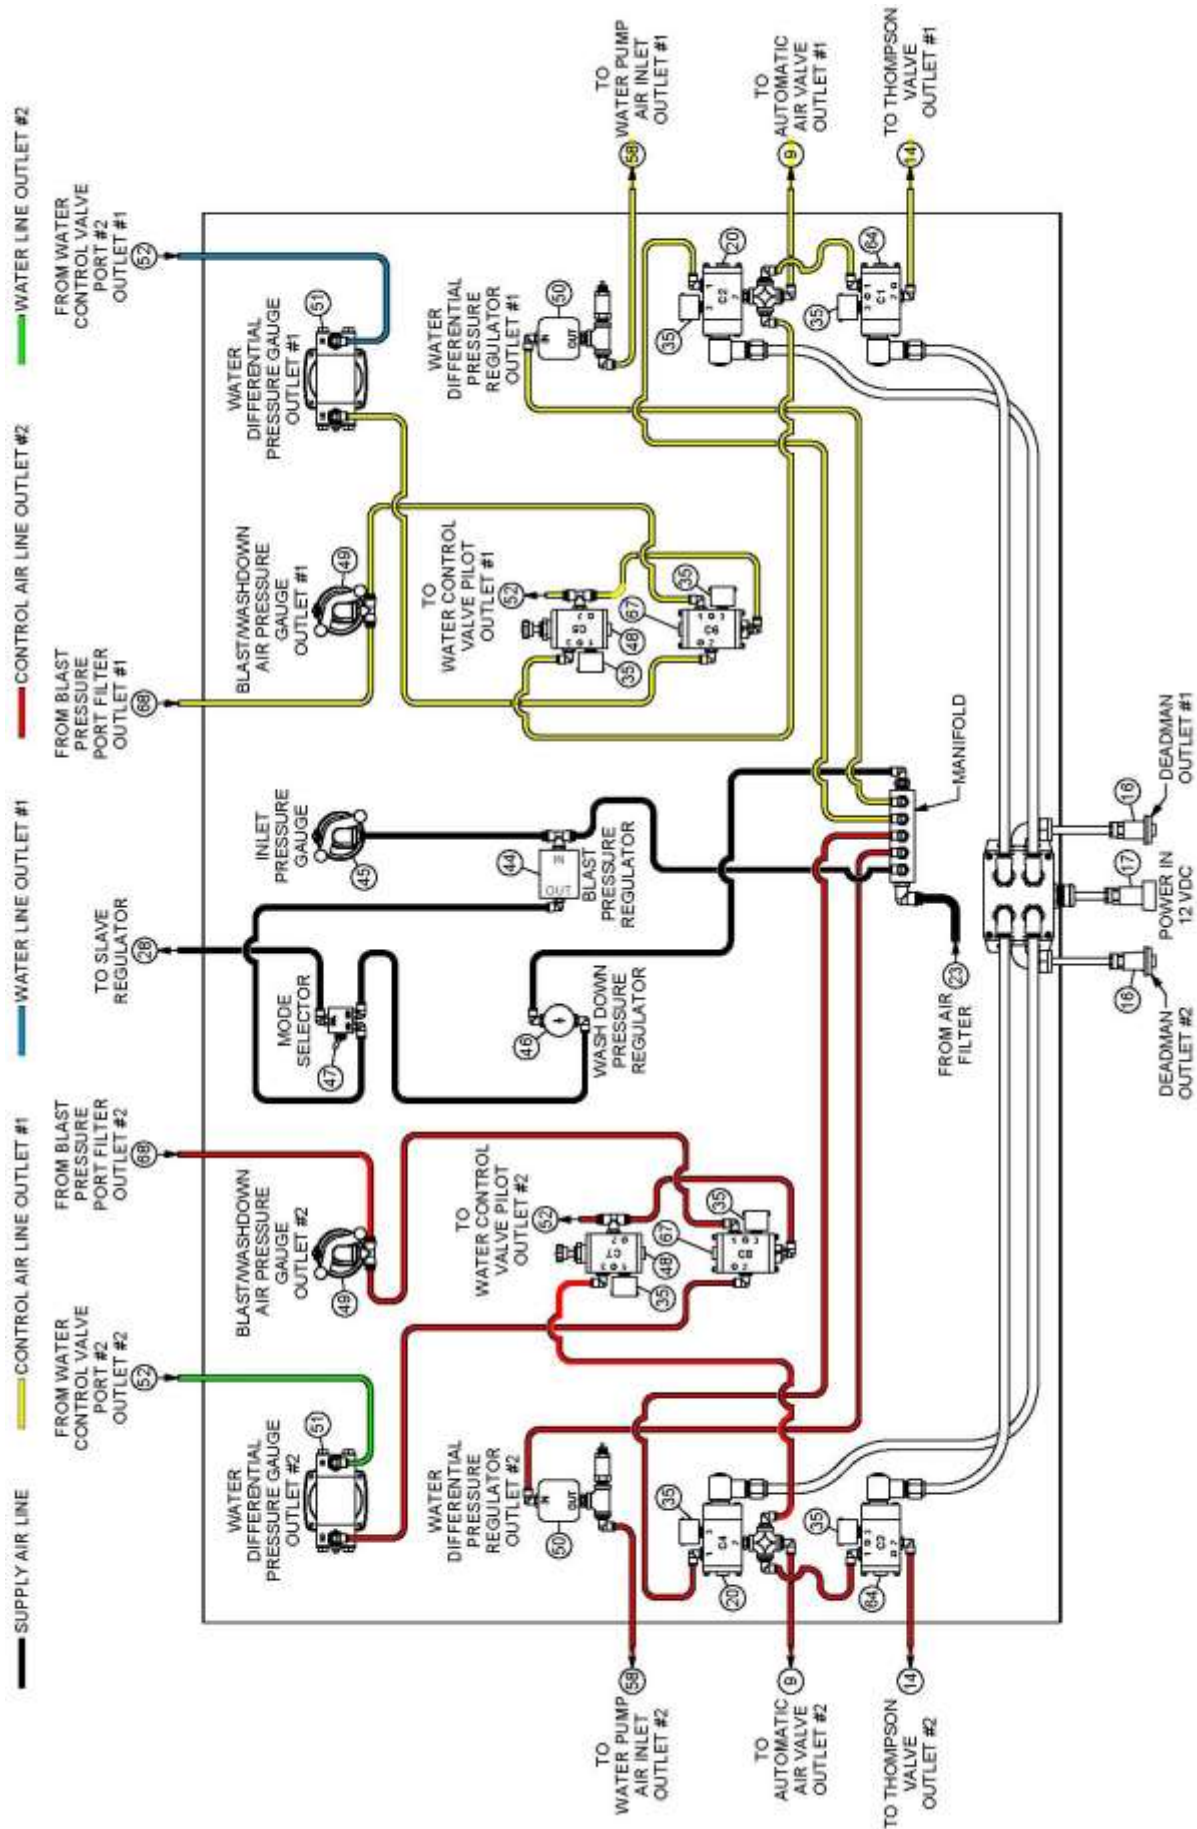 SUPPLY AIR LINE
CONTROL AIR LINE OUTLET #1
WATER LINE OUTLET #1
CONTROL AIR LINE OUTLET #2
WATER LINE OUTLET #2
FROM WATER
CONTROL VALVE
PORT #2
OUTLET #2
52
FROM BLAST
PRESSURE
PORT FILTER
OUTLET #2
68
TO SLAVE
REGULATOR
28
FROM BLAST
PRESSURE
PORT FILTER
OUTLET #1
68
FROM WATER
CONTROL VALVE
PORT #2
OUTLET #1
52
WATER
DIFFERENTIAL
PRESSURE GAUGE
OUTLET #2
51
BLAST/WASHDOWN
AIR PRESSURE
GAUGE
OUTLET #2
49
MODE
SELECTOR
47
INLET
PRESSURE
GAUGE
45
BLAST/WASHDOWN
AIR PRESSURE
GAUGE
OUTLET #1
49
WATER
DIFFERENTIAL
PRESSURE GAUGE
OUTLET #1
51
WATER
DIFFERENTIAL
PRESSURE
REGULATOR
OUTLET #2
IN
OUT
50
TO
WATER CONTROL
VALVE PILOT
OUTLET #2
52
C7
48
35
67
35
46
WASH DOWN
PRESSURE
REGULATOR
44
IN
OUT
BLAST
PRESSURE
REGULATOR
TO
WATER CONTROL
VALVE PILOT
OUTLET #1
52
48
35
67
35
WATER
DIFFERENTIAL
PRESSURE
REGULATOR
OUTLET #1
IN
OUT
50
TO
WATER PUMP
AIR INLET
OUTLET #2
58
TO
WATER PUMP
AIR INLET
OUTLET #1
58
35
C4
20
35
C2
20
TO
AUTOMATIC
AIR VALVE
OUTLET #2
9
TO
AUTOMATIC
AIR VALVE
OUTLET #1
9
35
C3
64
35
C1
64
TO THOMPSON
VALVE
OUTLET #2
14
TO THOMPSON
VALVE
OUTLET #1
14
MANIFOLD
FROM AIR
FILTER
23
16
DEADMAN
OUTLET #2
17
POWER IN
12 VDC
16
DEADMAN
OUTLET #1